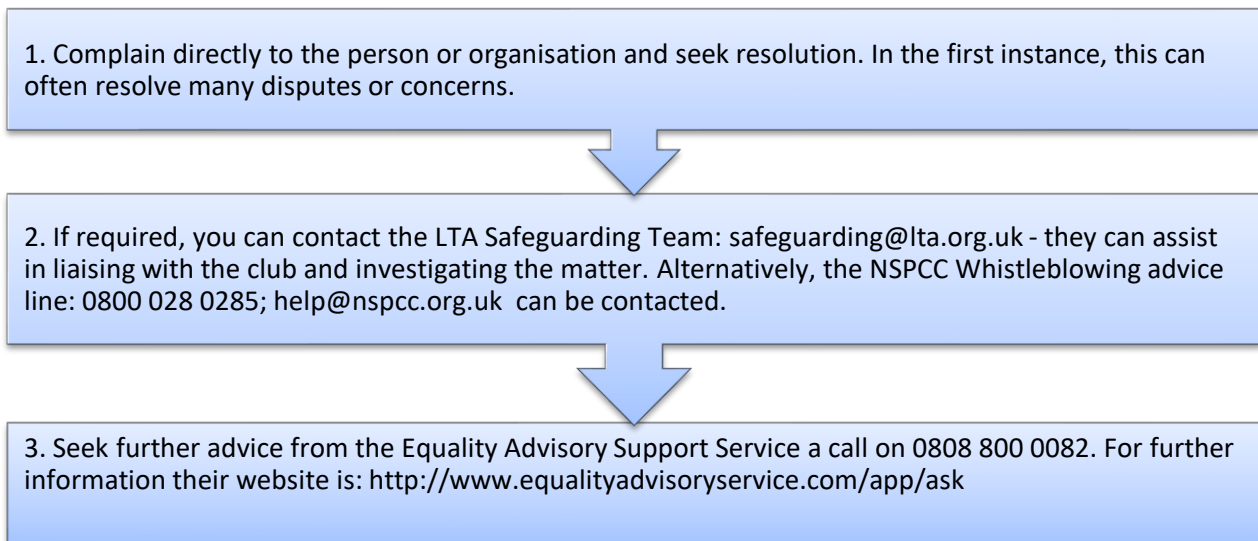 1. Complain directly to the person or organisation and seek resolution. In the first instance, this can
often resolve many disputes or concerns.
2. If required, you can contact the LTA Safeguarding Team: safeguarding@lta.org.uk - they can assist
in liaising with the club and investigating the matter. Alternatively, the NSPCC Whistleblowing advice
line: 0800 028 0285; help@nspcc.org.uk  can be contacted.
3. Seek further advice from the Equality Advisory Support Service a call on 0808 800 0082. For further
information their website is: http://www.equalityadvisoryservice.com/app/ask